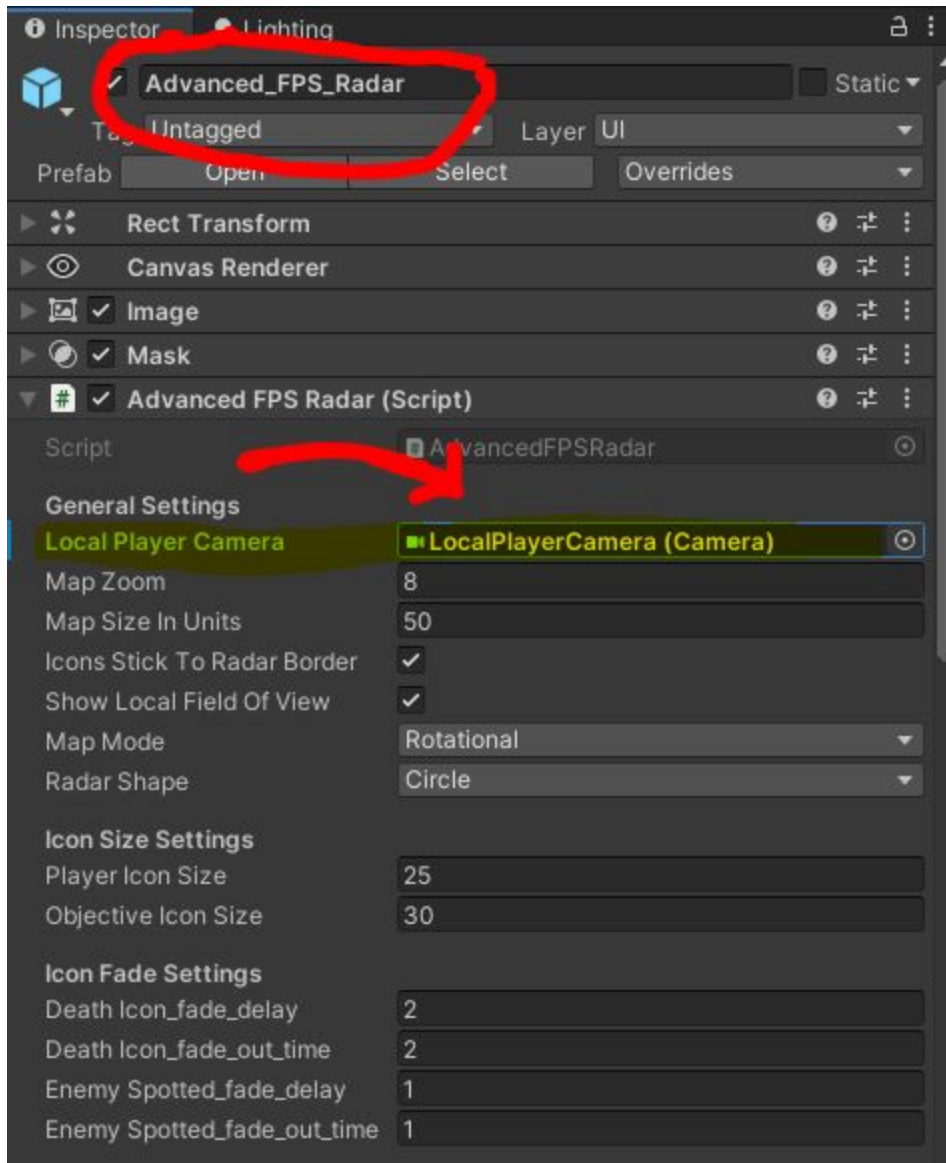 Inspector Lighting
Advanced_FPS_Radar Static
Tag Untagged Layer UI
Prefab Open Select Overrides
Rect Transform
Canvas Renderer
Image
Mask
# Advanced FPS Radar (Script)
Script AdvancedFPSRadar
General Settings
Local Player Camera LocalPlayerCamera (Camera)
Map Zoom 8
Map Size In Units 50
Icons Stick To Radar Border
Show Local Field Of View
Map Mode Rotational
Radar Shape Circle
Icon Size Settings
Player Icon Size 25
Objective Icon Size 30
Icon Fade Settings
Death Icon_fade_delay 2
Death Icon_fade_out_time 2
Enemy Spotted_fade_delay 1
Enemy Spotted_fade_out_time 1